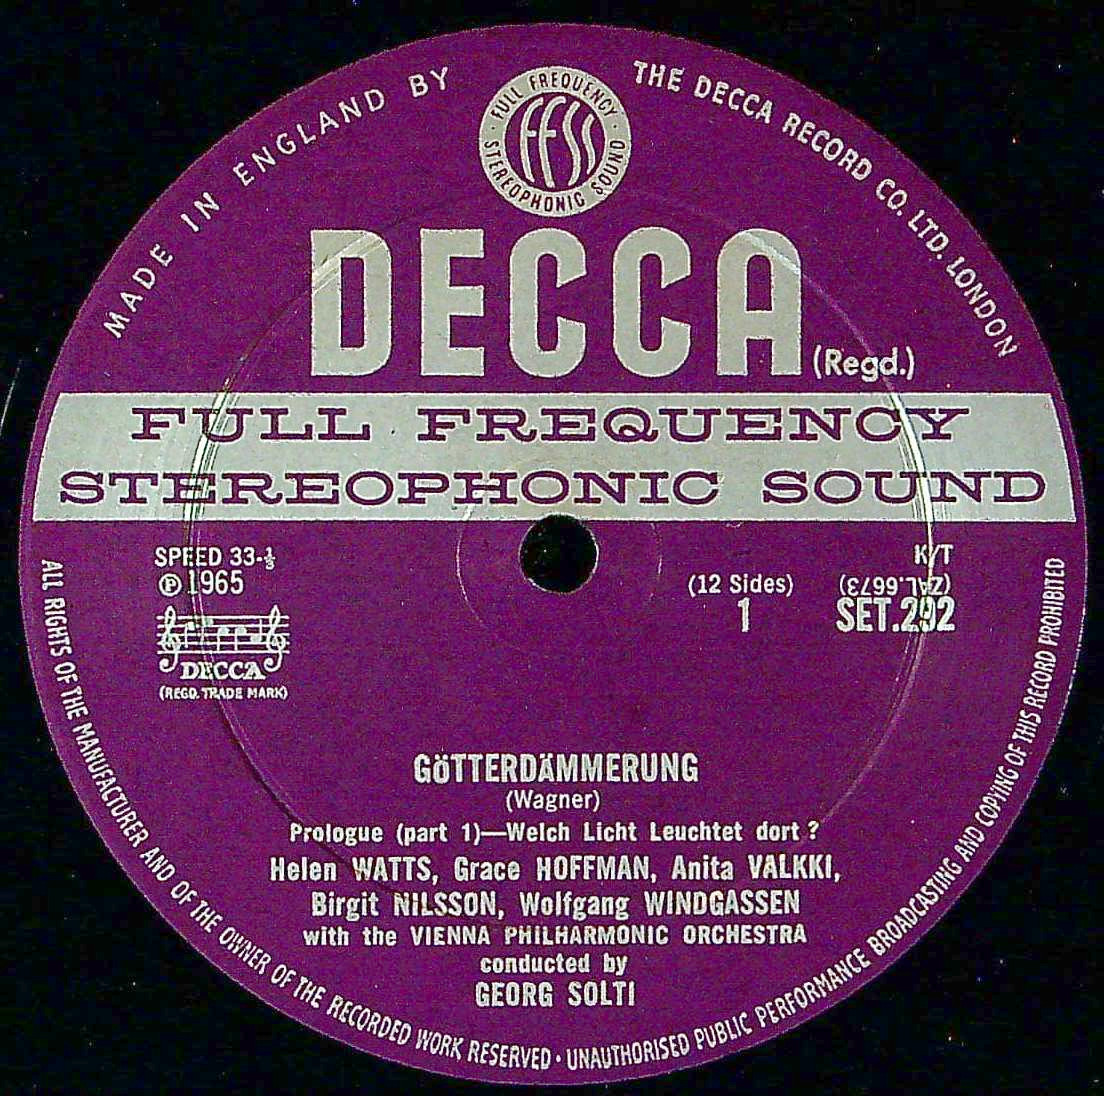 MADE IN ENGLAND BY
THE DECCA RECORD CO. LTD. LONDON
FULL FREQUENCY
FFSS
STEREOPHONIC SOUND
DECCA (Regd.)
FULL FREQUENCY
STEREOPHONIC SOUND
SPEED 33-⅓
℗ 1965
DECCA
(REGD. TRADE MARK)
(12 Sides)
1
K/T
(ZAL.6673)
SET.292
GöTTERDÄMMERUNG
(Wagner)
Prologue (part 1)—Welch Licht Leuchtet dort ?
Helen WATTS, Grace HOFFMAN, Anita VALKKI,
Birgit NILSSON, Wolfgang WINDGASSEN
with the VIENNA PHILHARMONIC ORCHESTRA
conducted by
GEORG SOLTI
ALL RIGHTS OF THE MANUFACTURER AND OF THE OWNER OF THE RECORDED WORK RESERVED · UNAUTHORISED PUBLIC PERFORMANCE BROADCASTING AND COPYING OF THIS RECORD PROHIBITED